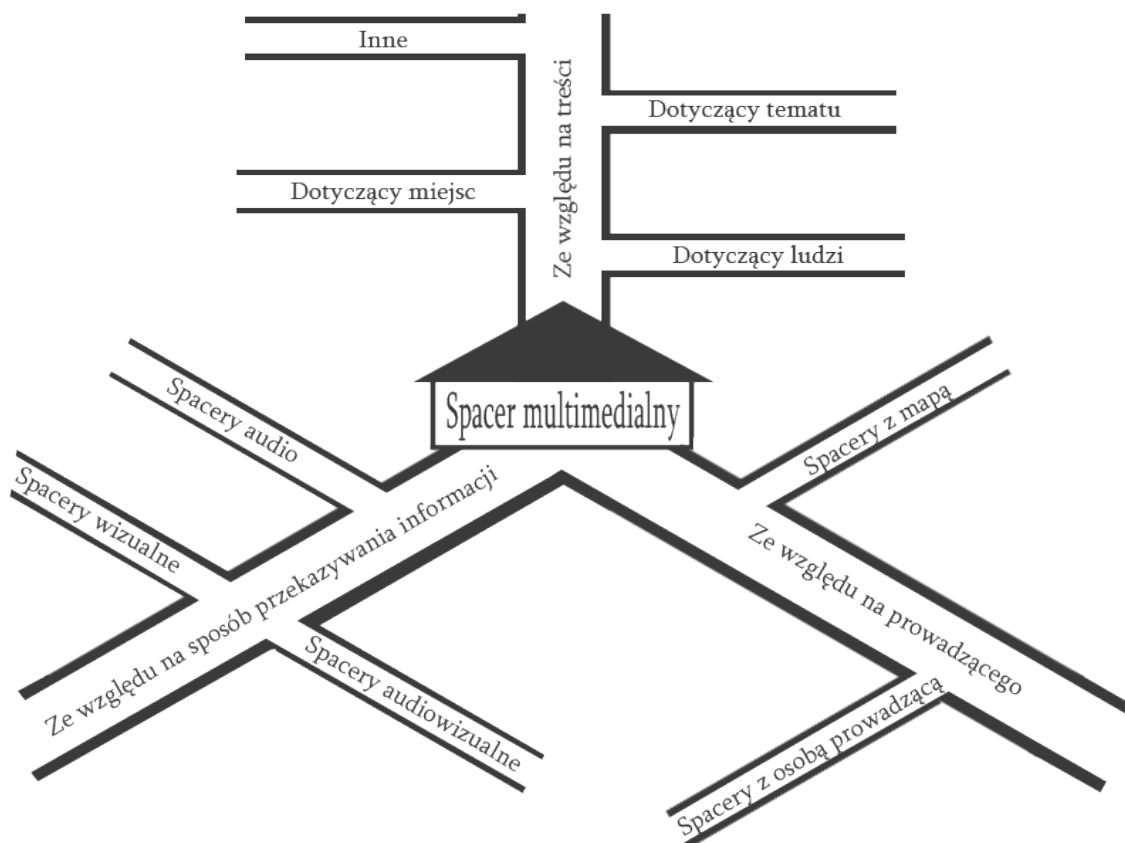 Inne
Ze względu na treści
Dotyczący tematu
Dotyczący miejsc
Dotyczący ludzi
Spacer multimedialny
Spacery audio
Spacery z mapą
Spacery wizualne
Ze względu na sposób przekazywania informacji
Ze względu na prowadzącego
Spacery audiowizualne
Spacery z osobą prowadzącą